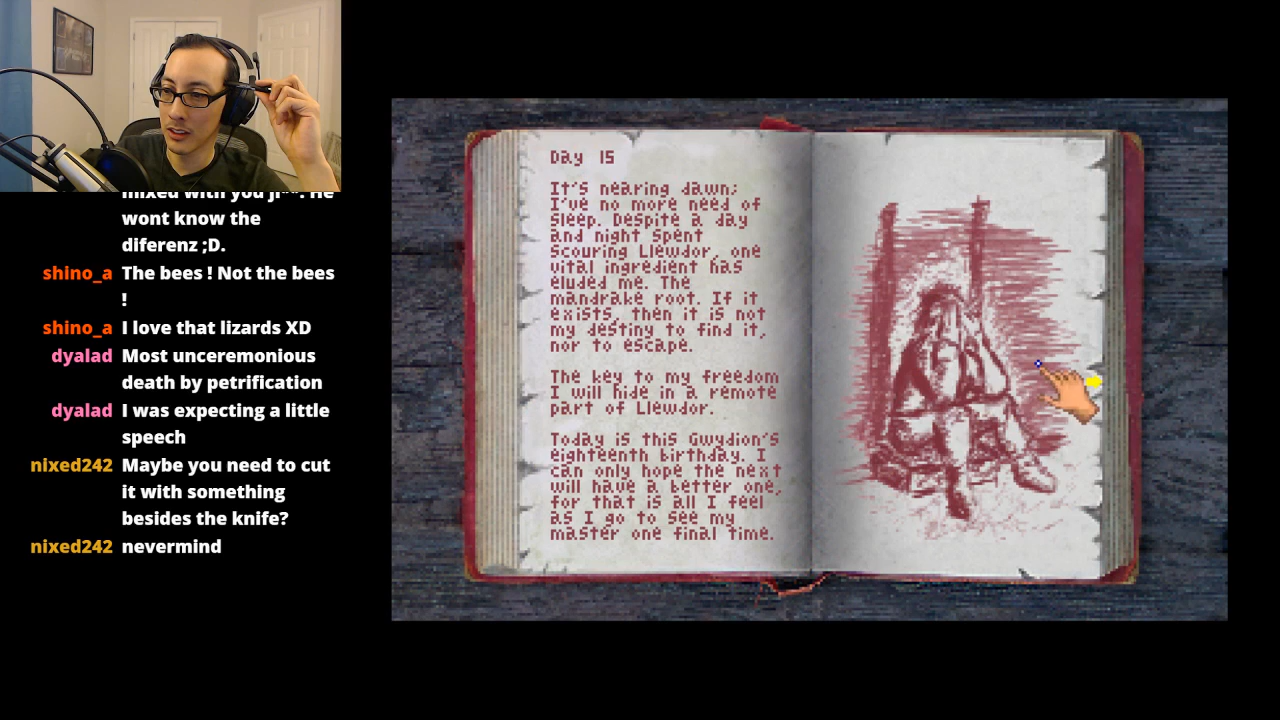 mixed with you ji**. He
wont know the
diferenz ;D.
shino_a The bees ! Not the bees
!
shino_a I love that lizards XD
dyalad Most unceremonious
death by petrification
dyalad I was expecting a little
speech
nixed242 Maybe you need to cut
it with something
besides the knife?
nixed242 nevermind
Day 15
It's nearing dawn;
I've no more need of
sleep. Despite a day
and night spent
scouring Llewdor, one
vital ingredient has
eluded me. The
mandrake root. If it
exists, then it is not
my destiny to find it,
nor to escape.
The key to my freedom
I will hide in a remote
part of Llewdor.
Today is this Gwydion's
eighteenth birthday. I
can only hope the next
will have a better one,
for that is all I feel
as I go to see my
master one final time.